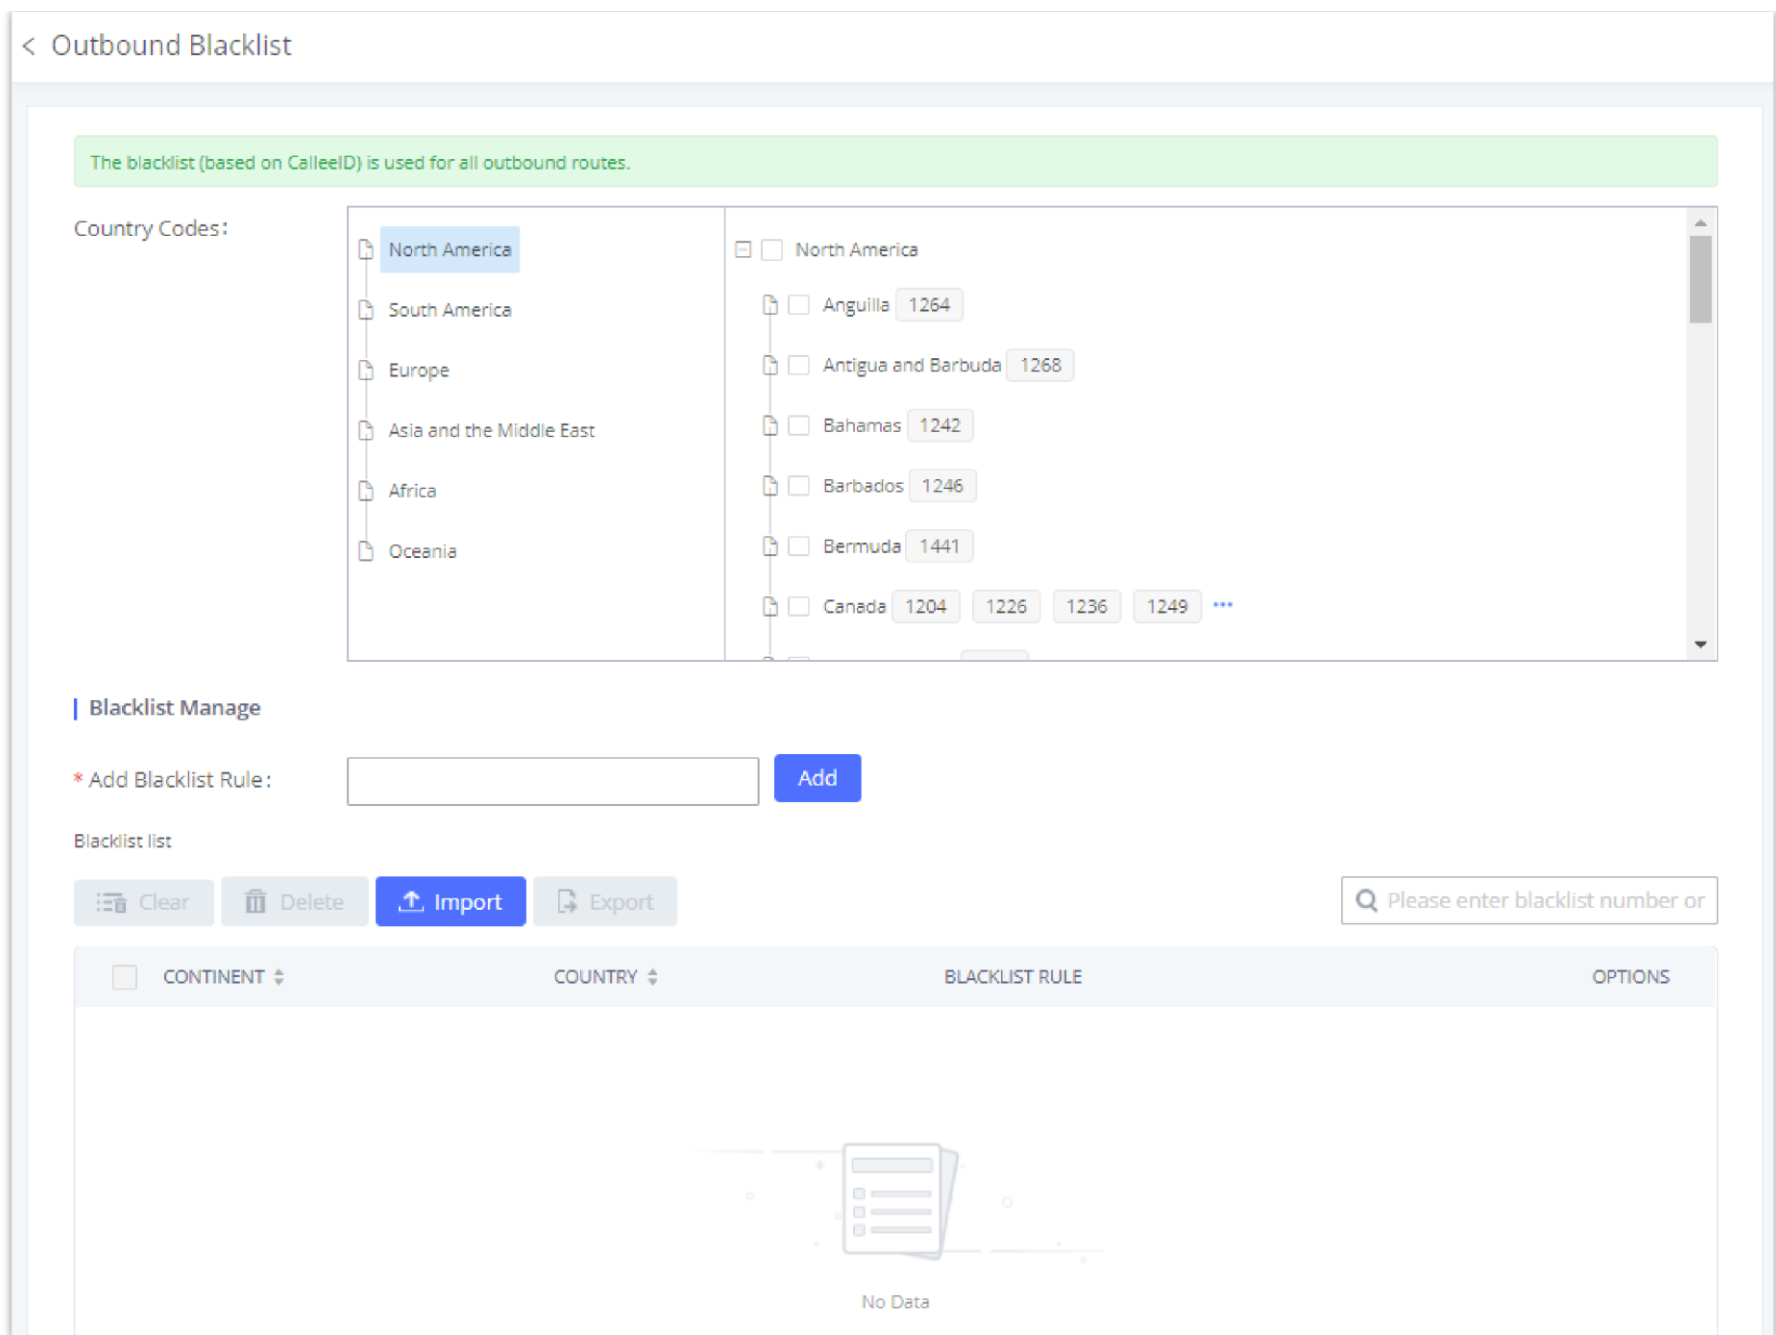 Outbound Blacklist
The blacklist (based on CalleeID) is used for all outbound routes.
Country Codes:
North America
South America
Europe
Asia and the Middle East
Africa
Oceania
North America
Anguilla 1264
Antigua and Barbuda 1268
Bahamas 1242
Barbados 1246
Bermuda 1441
Canada 1204 1226 1236 1249 •••
Blacklist Manage
* Add Blacklist Rule: Add
Blacklist list
Clear Delete Import Export Please enter blacklist number or
CONTINENT COUNTRY BLACKLIST RULE OPTIONS
No Data